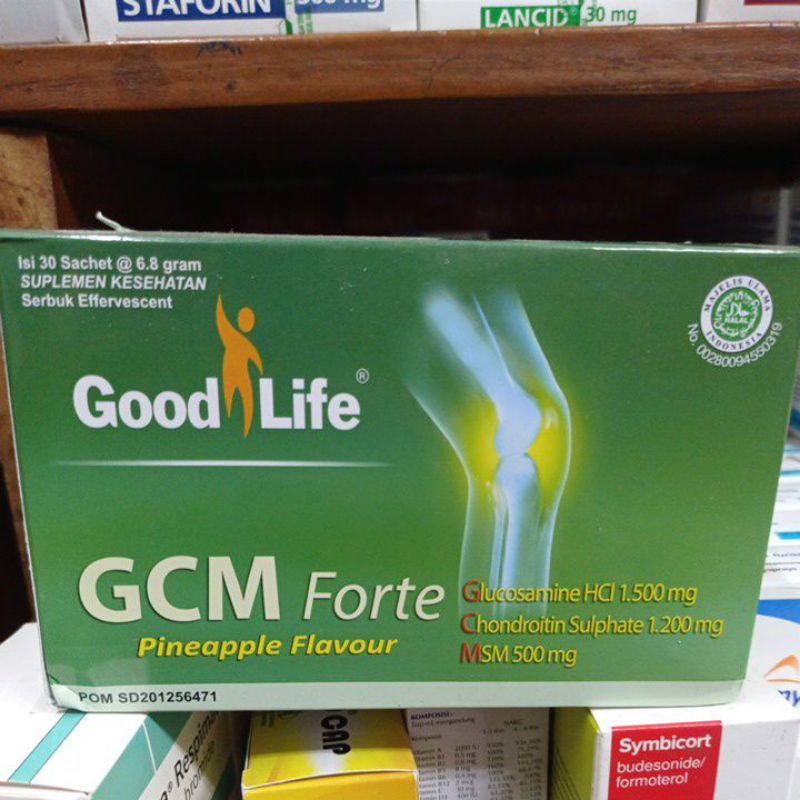 STAFORIN
LANCID® 30 mg
Isi 30 Sachet @ 6.8 gram
SUPLEMEN KESEHATAN
Serbuk Effervescent
MAJELIS ULAMA
HALAL
INDONESIA
No. 00280094550319
Good Life®
GCM Forte
Pineapple Flavour
Glucosamine HCl 1.500 mg
Chondroitin Sulphate 1.200 mg
MSM 500 mg
POM SD201256471
Respimat
KOMPOSISI :
Symbicort
budesonide/
formoterol